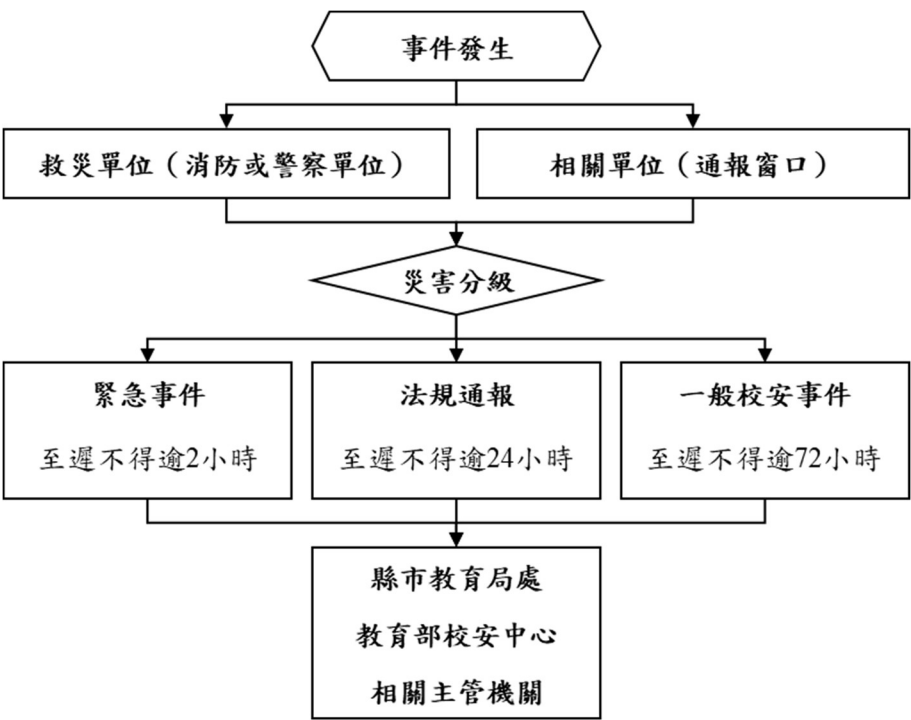 事件發生
救災單位（消防或警察單位）
相關單位（通報窗口）
災害分級
緊急事件
至遲不得逾2小時
法規通報
至遲不得逾24小時
一般校安事件
至遲不得逾72小時
縣市教育局處
教育部校安中心
相關主管機關